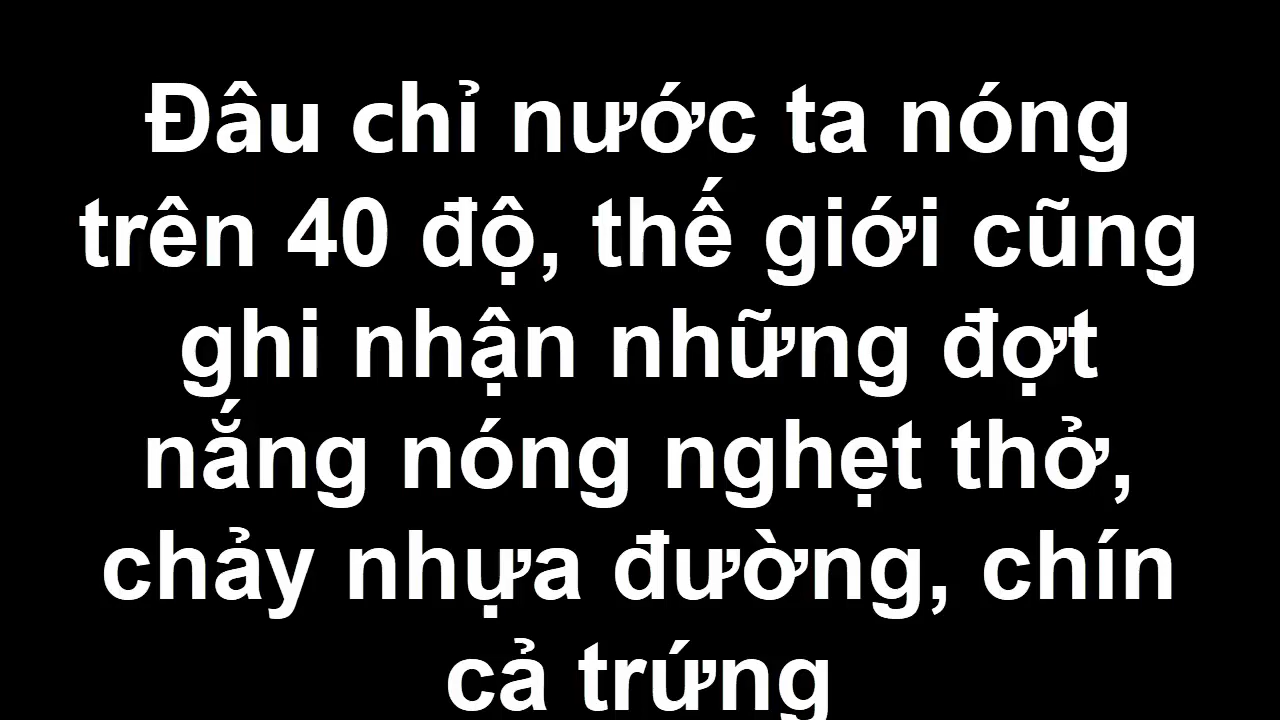 Đâu chỉ nước ta nóng
trên 40 độ, thế giới cũng
ghi nhận những đợt
nắng nóng nghẹt thở,
chảy nhựa đường, chín
cả trứng